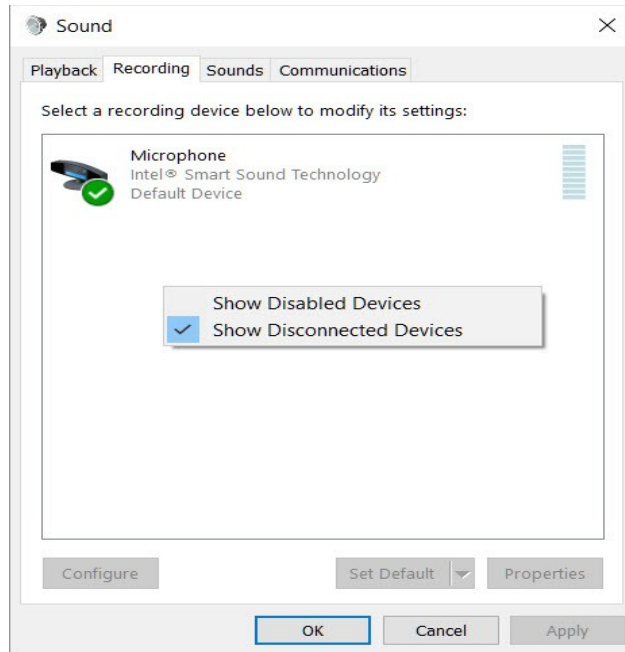 Sound
Playback Recording Sounds Communications
Select a recording device below to modify its settings:
Microphone
Intel® Smart Sound Technology
Default Device
Show Disabled Devices
Show Disconnected Devices
Configure Set Default Properties
OK Cancel Apply